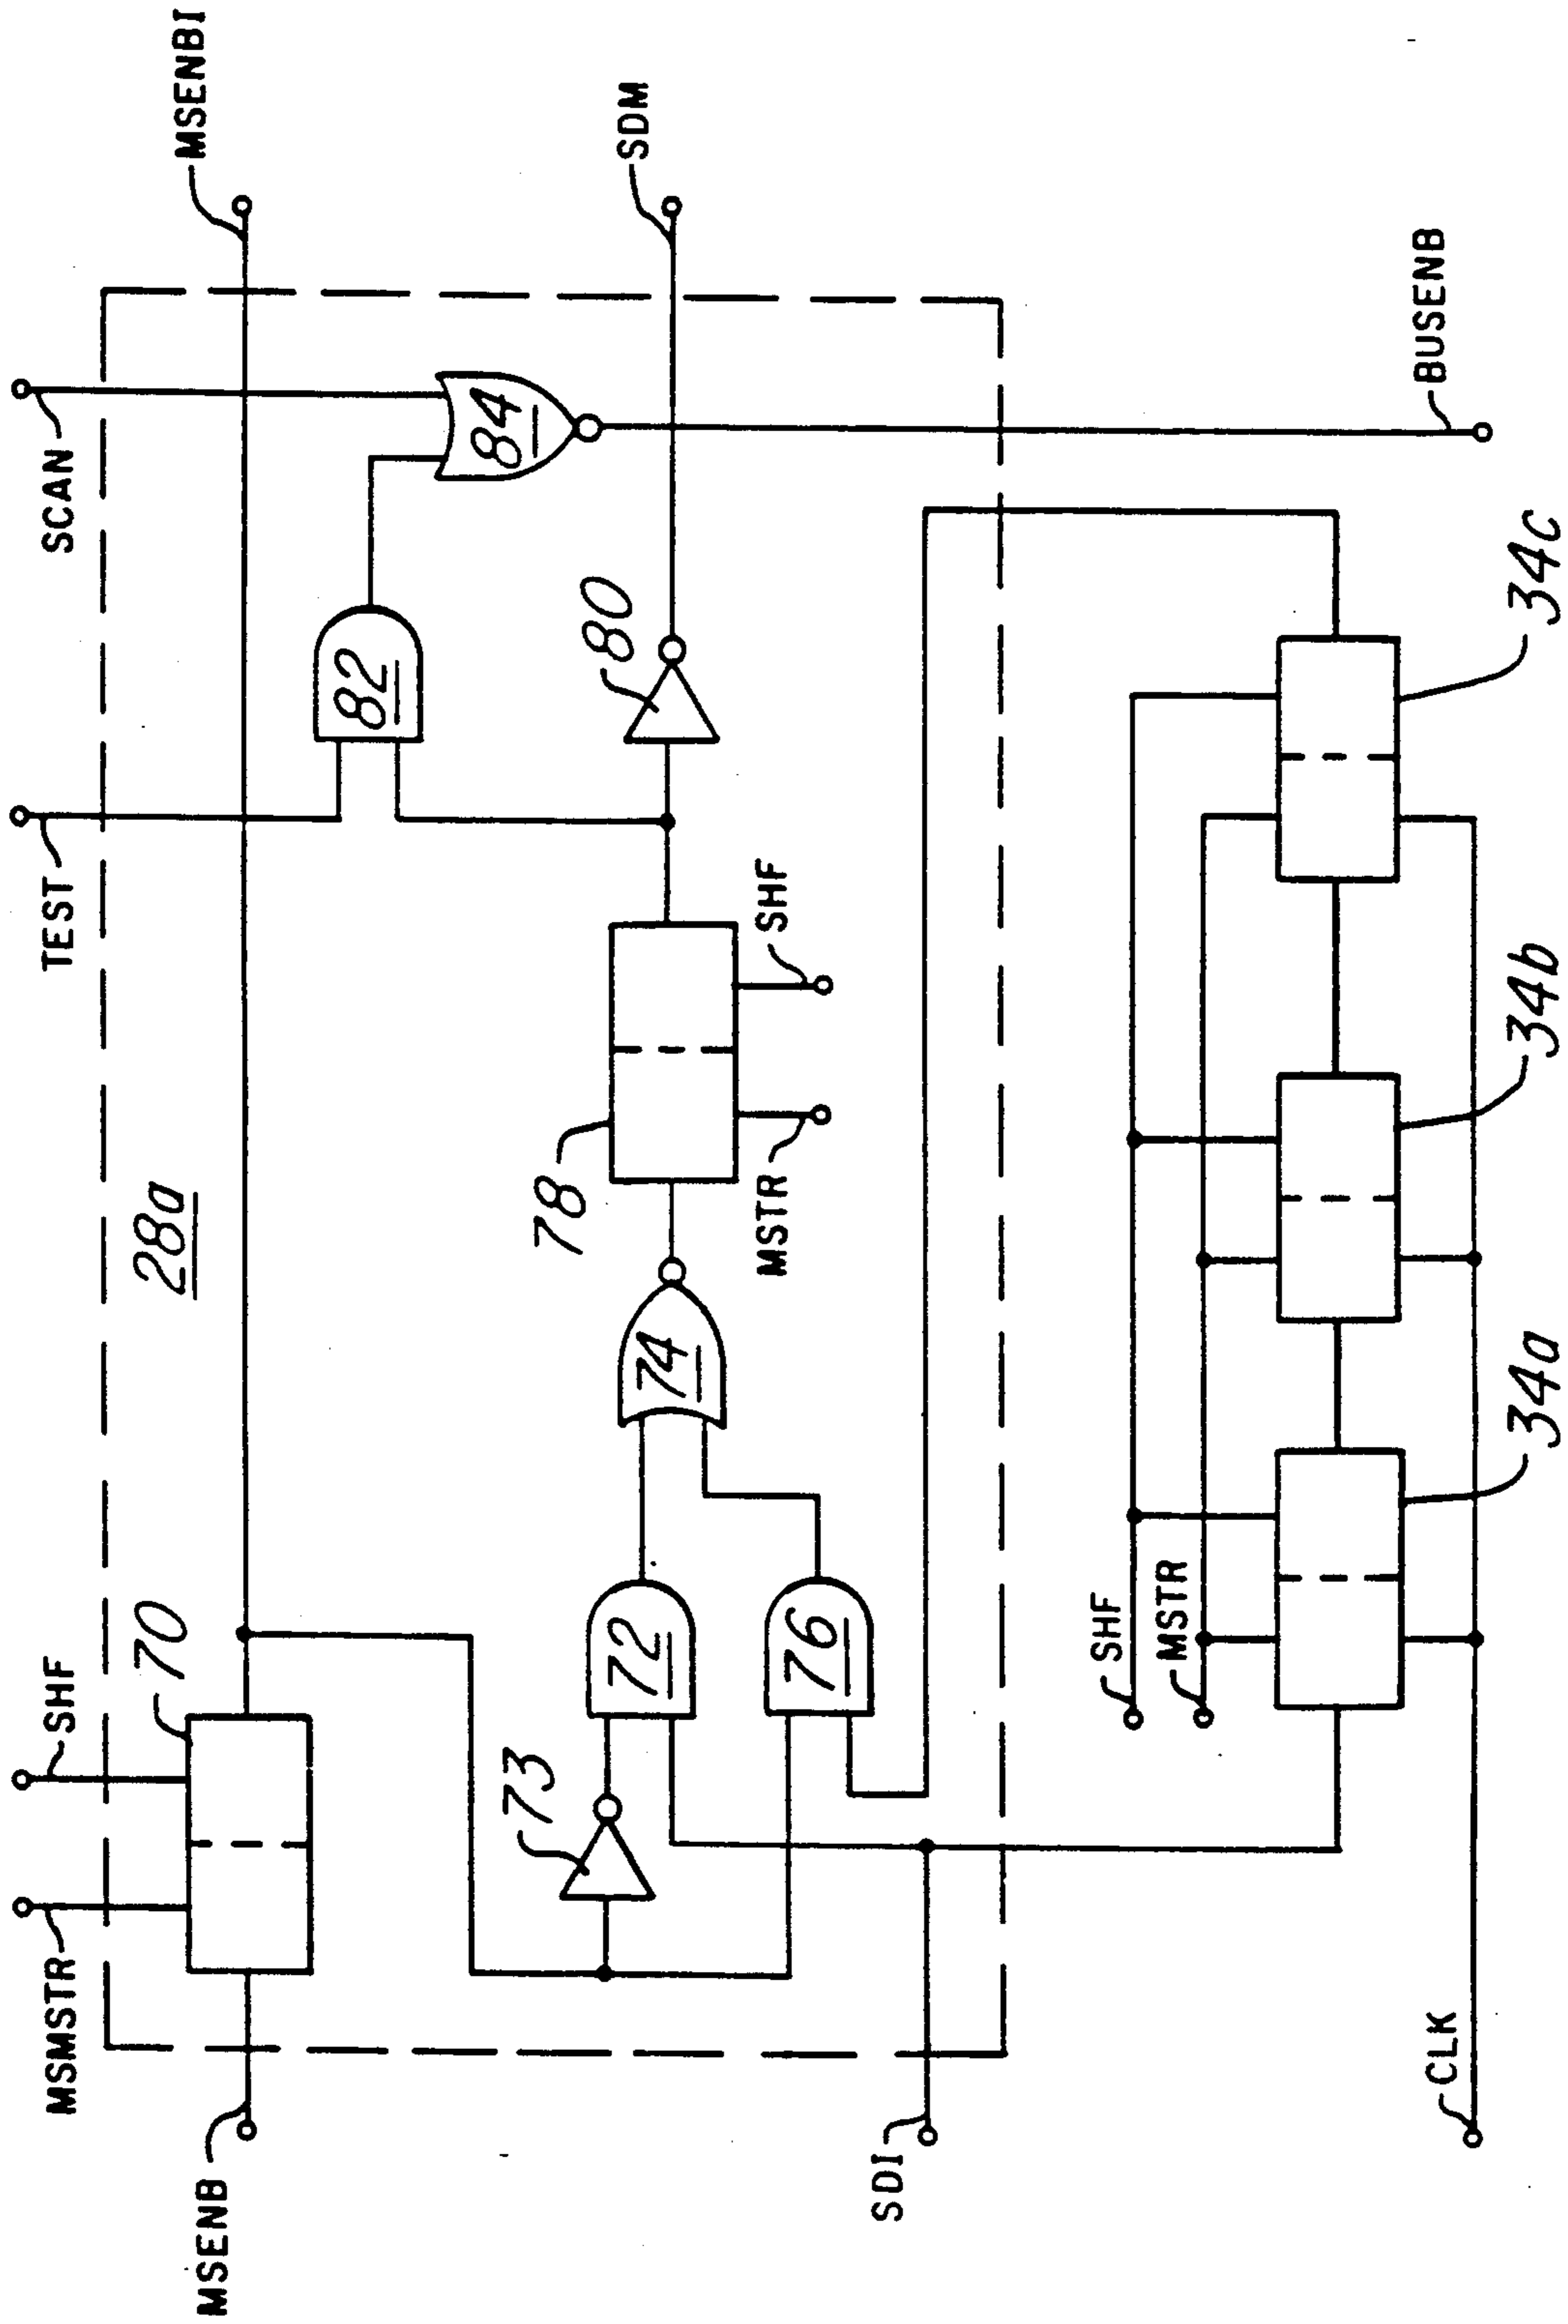 MSMSTR
SHF
TEST
SCAN
70
28a
MSENB
MSENBI
82
84
73
72
74
78
80
SDM
76
MSTR
SHF
SDI
SHF
MSTR
CLK
34a
34b
34c
BUSENB